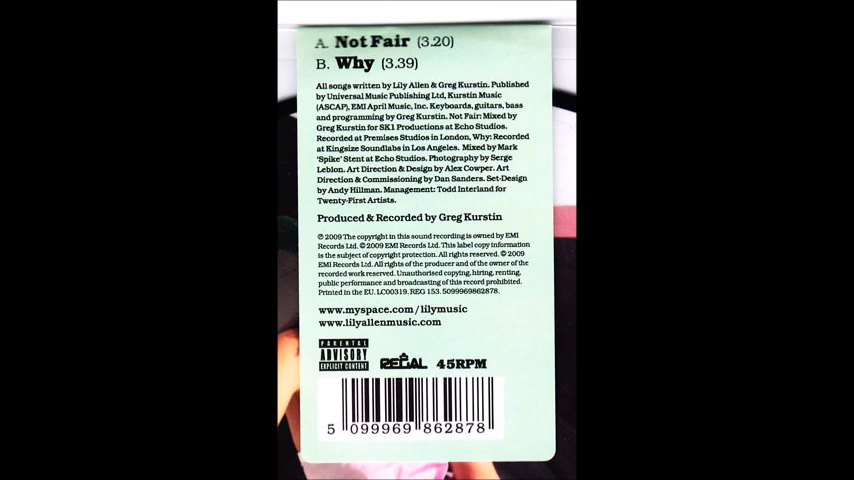 A. Not Fair (3.20)
B. Why (3.39)
All songs written by Lily Allen & Greg Kurstin. Published
by Universal Music Publishing Ltd, Kurstin Music
(ASCAP), EMI April Music, Inc. Keyboards, guitars, bass
and programming by Greg Kurstin. Not Fair: Mixed by
Greg Kurstin for SK1 Productions at Echo Studios.
Recorded at Premises Studios in London, Why: Recorded
at Kingsize Soundlabs in Los Angeles. Mixed by Mark
'Spike' Stent at Echo Studios. Photography by Serge
Leblon. Art Direction & Design by Alex Cowper. Art
Direction & Commissioning by Dan Sanders. Set-Design
by Andy Hillman. Management: Todd Interland for
Twenty-First Artists.
Produced & Recorded by Greg Kurstin
℗ 2009 The copyright in this sound recording is owned by EMI
Records Ltd. © 2009 EMI Records Ltd. This label copy information
is the subject of copyright protection. All rights reserved. © 2009
EMI Records Ltd. All rights of the producer and of the owner of the
recorded work reserved. Unauthorised copying, hiring, renting,
public performance and broadcasting of this record prohibited.
Printed in the EU. LC00319. REG 153. 5099969862878.
www.myspace.com/lilymusic
www.lilyallenmusic.com
PARENTAL
ADVISORY
EXPLICIT CONTENT
REGAL 45RPM
5 099969 862878